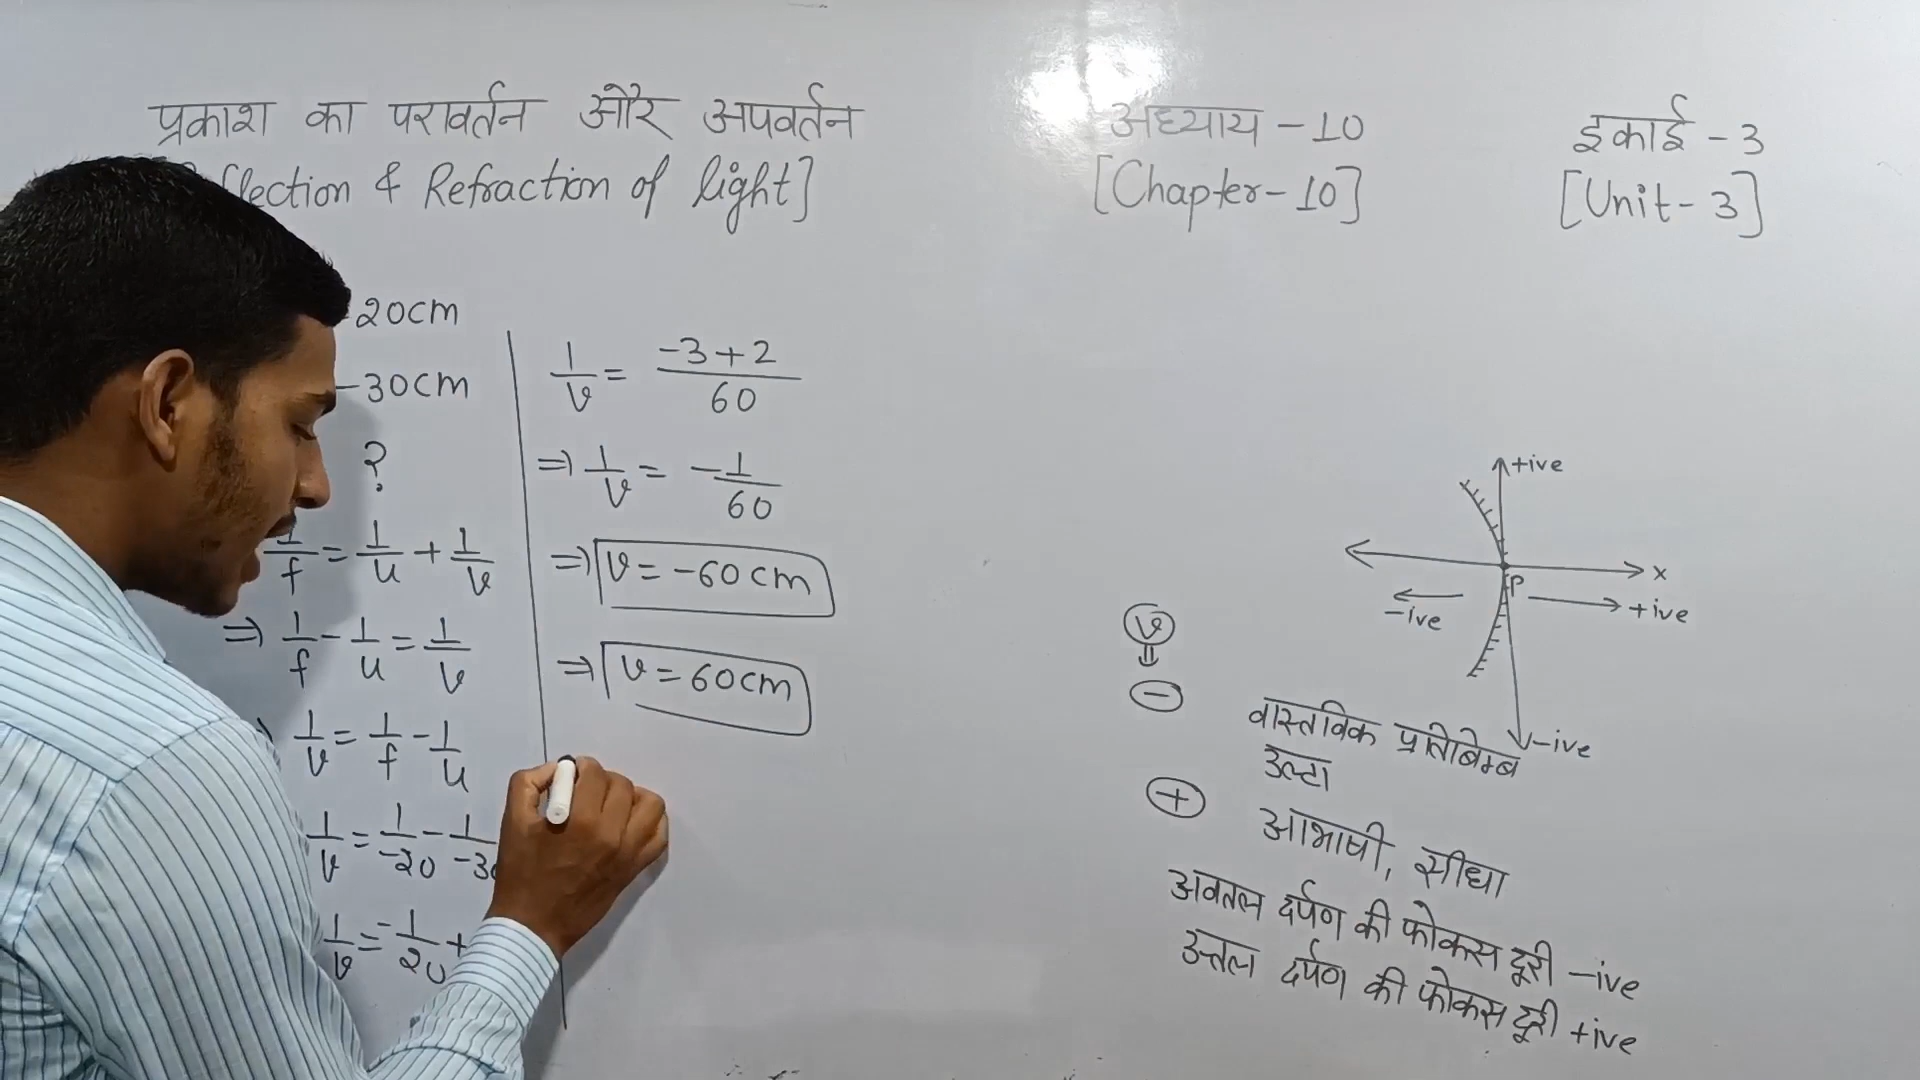 प्रकाश का परावर्तन और अपवर्तन
flection & Refraction of light]
अध्याय - 10
[Chapter - 10]
इकाई - 3
[Unit - 3]
20cm
-30cm
?
1/f = 1/u + 1/v
⇒ 1/f - 1/u = 1/v
1/v = 1/f - 1/u
1/v = 1/-20 - 1/-30
1/v = -1/20 +
1/v = -3+2/60
⇒ 1/v = -1/60
⇒ v = -60cm
⇒ v = 60cm
+ive
x
P
-ive
+ive
-ive
v
⇓
-
वास्तविक प्रतिबिम्ब
उल्टा
+
आभाषी, सीधा
अवतल दर्पण की फोकस दूरी -ive
उत्तल दर्पण की फोकस दूरी +ive